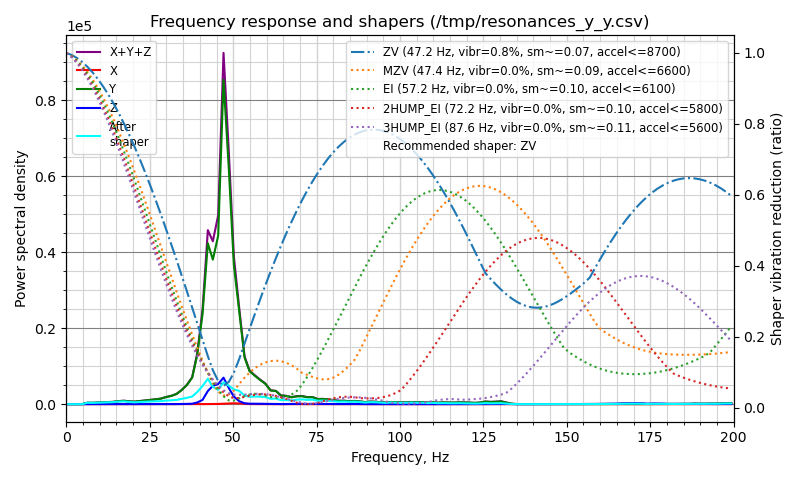 Frequency response and shapers (/tmp/resonances_y_y.csv)
1e5
X+Y+Z
X
Y
Z
After
shaper
ZV (47.2 Hz, vibr=0.8%, sm~=0.07, accel<=8700)
MZV (47.4 Hz, vibr=0.0%, sm~=0.09, accel<=6600)
EI (57.2 Hz, vibr=0.0%, sm~=0.10, accel<=6100)
2HUMP_EI (72.2 Hz, vibr=0.0%, sm~=0.10, accel<=5800)
3HUMP_EI (87.6 Hz, vibr=0.0%, sm~=0.11, accel<=5600)
Recommended shaper: ZV
Power spectral density
0.8
0.6
0.4
0.2
0.0
1.0
0.8
0.6
0.4
0.2
0.0
Shaper vibration reduction (ratio)
0 25 50 75 100 125 150 175 200
Frequency, Hz